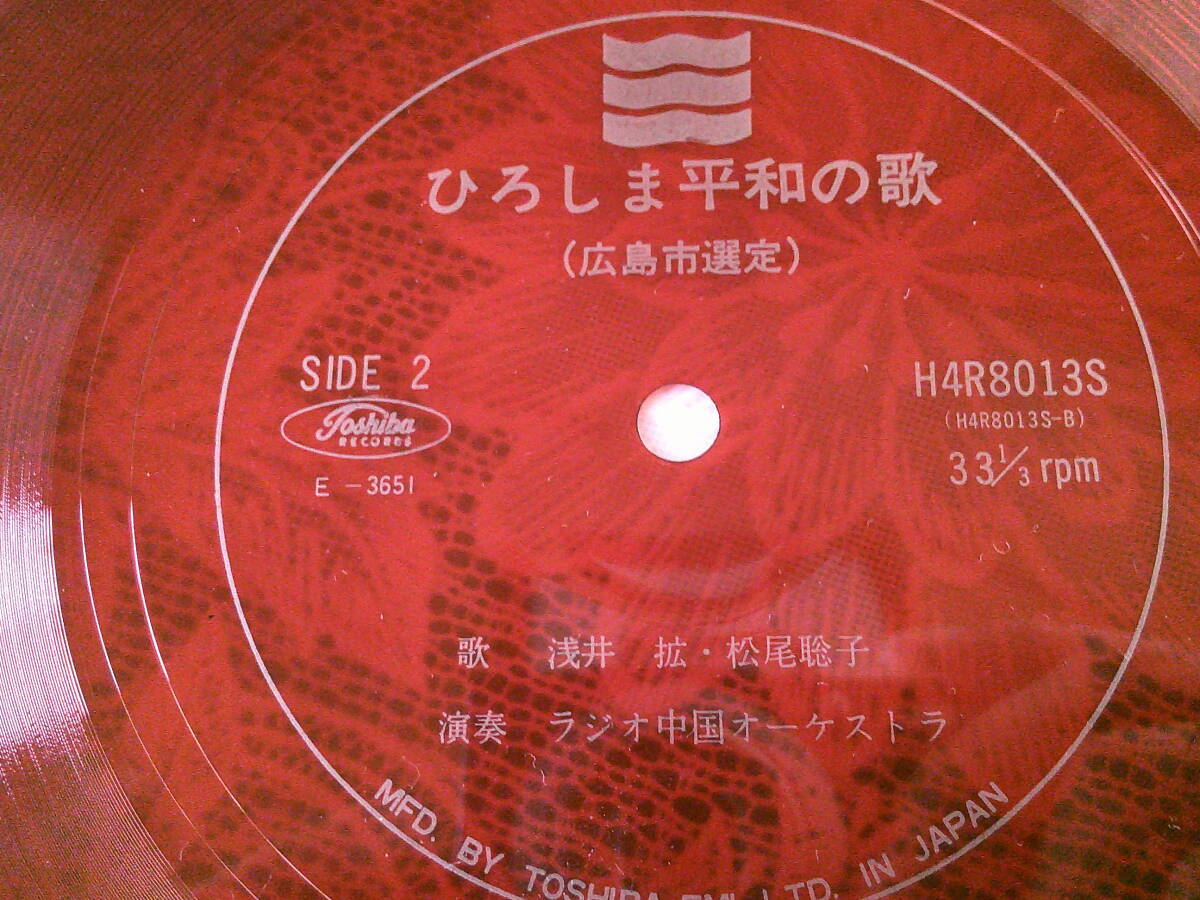 ひろしま平和の歌
(広島市選定)
SIDE 2
Toshiba
RECORDS
E -3651
H4R8013S
(H4R8013S-B)
33⅓ rpm
歌 浅井 拡・松尾聡子
演奏 ラジオ中国オーケストラ
MFD. BY TOSHIBA EMI LTD. IN JAPAN